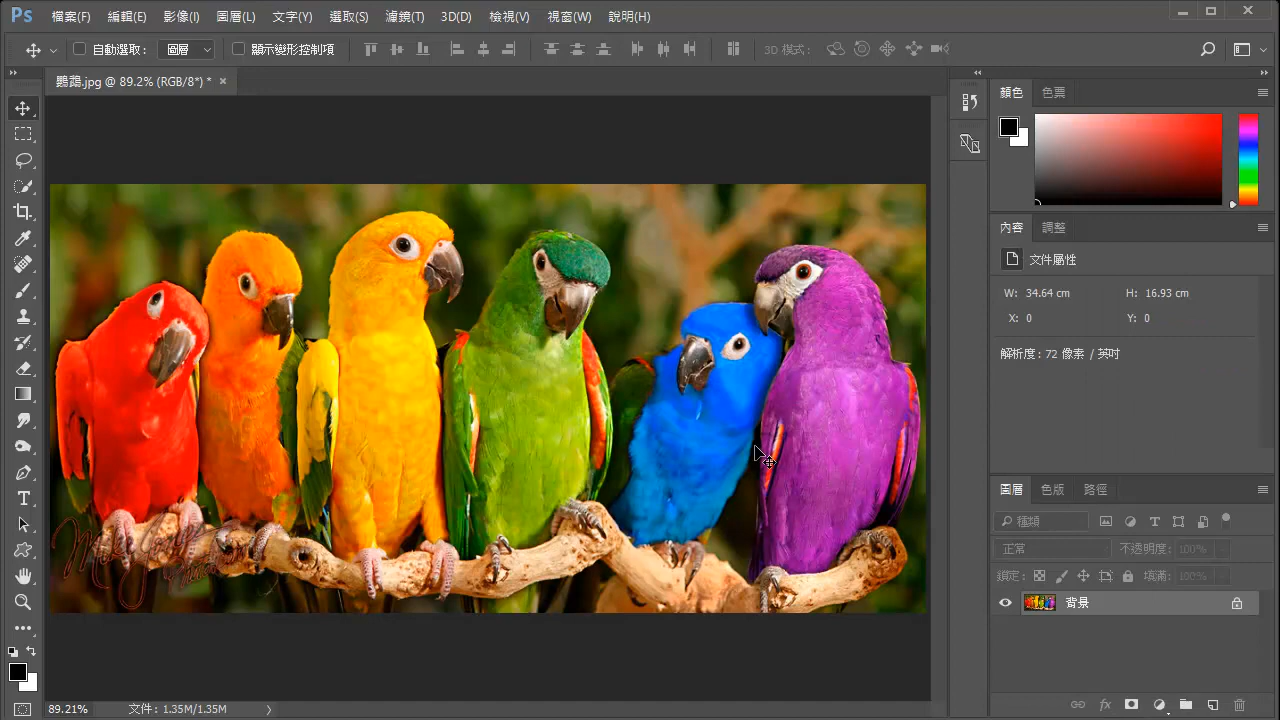 Ps 檔案(F) 編輯(E) 影像(I) 圖層(L) 文字(Y) 選取(S) 濾鏡(T) 3D(D) 檢視(V) 視窗(W) 說明(H)
自動選取： 圖層 顯示變形控制項 3D 模式：
鸚鵡.jpg @ 89.2% (RGB/8*) *
顏色 色票
內容 調整
文件屬性
W: 34.64 cm H: 16.93 cm
X: 0 Y: 0
解析度: 72 像素 / 英吋
圖層 色版 路徑
種類
正常 不透明度: 100%
鎖定: 填滿: 100%
背景
fx
89.21% 文件: 1.35M/1.35M